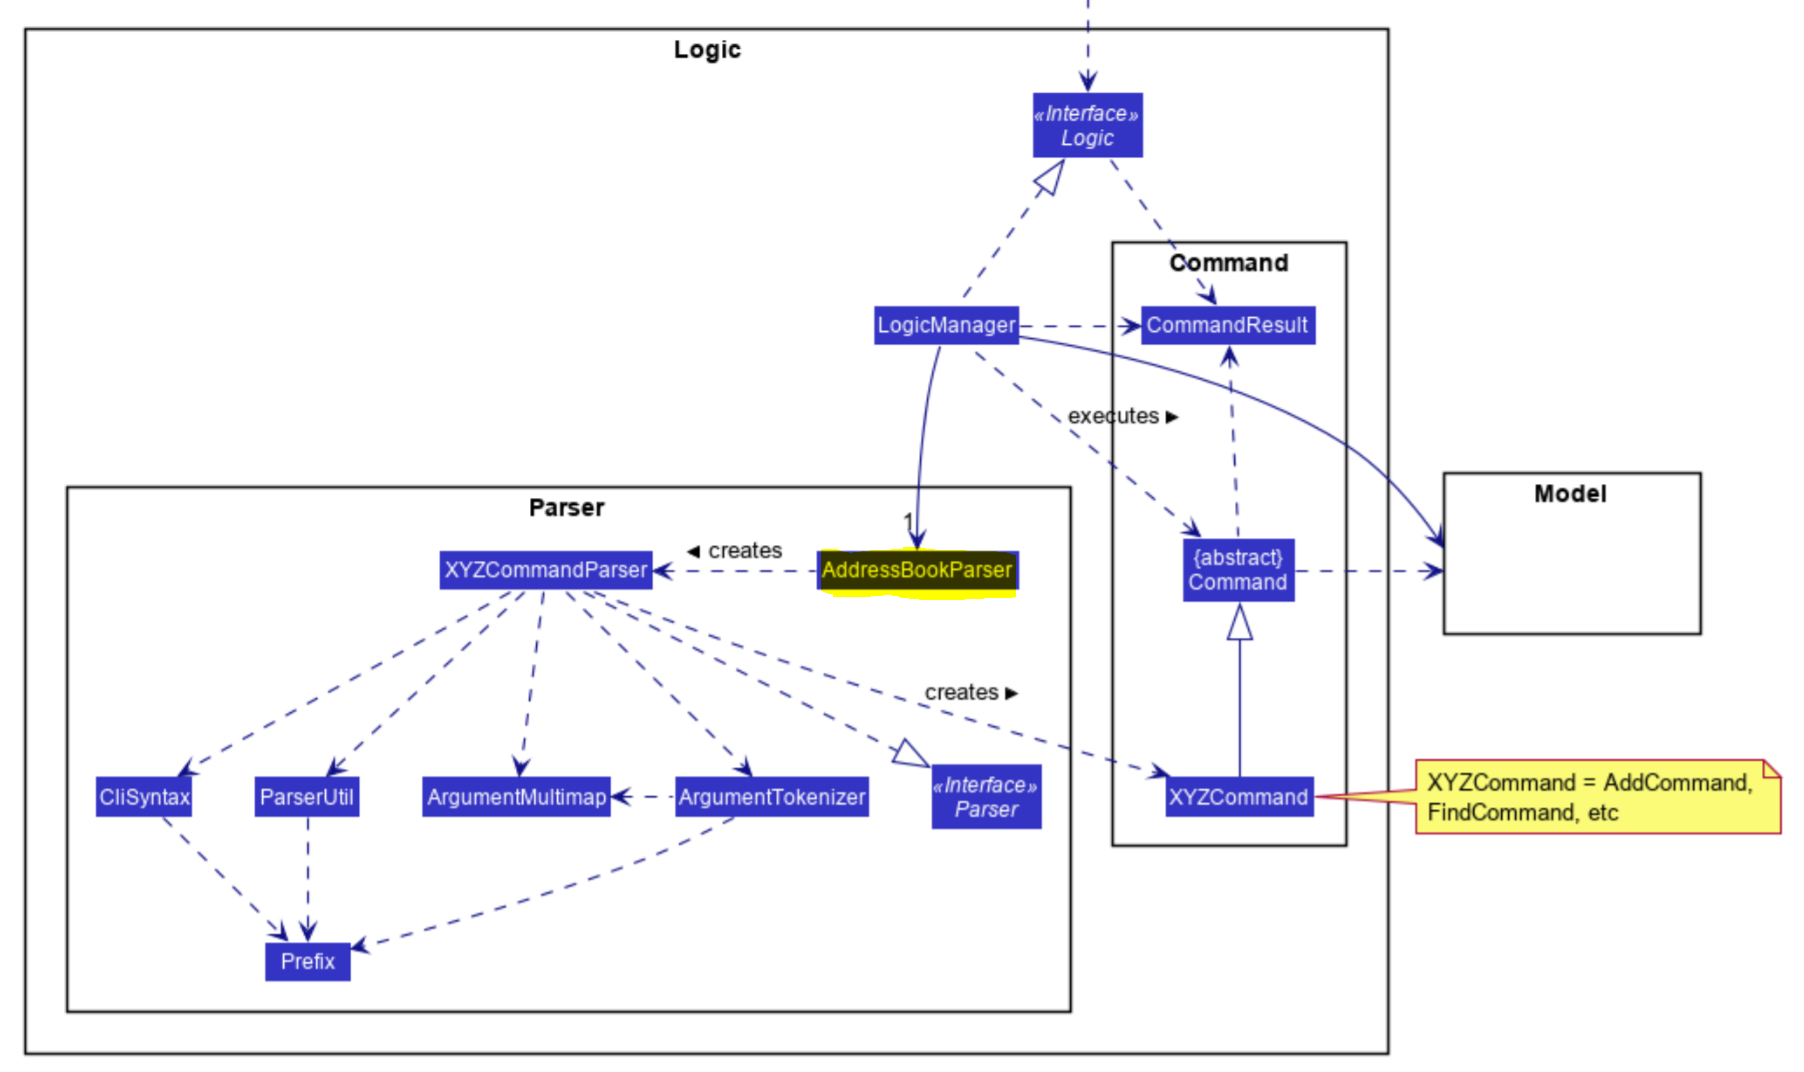 Logic
«Interface»
Logic
Command
LogicManager
CommandResult
executes ►
Model
Parser
1
◄ creates
XYZCommandParser
AddressBookParser
{abstract}
Command
creates ►
CliSyntax
ParserUtil
ArgumentMultimap
ArgumentTokenizer
«Interface»
Parser
XYZCommand
XYZCommand = AddCommand,
FindCommand, etc
Prefix